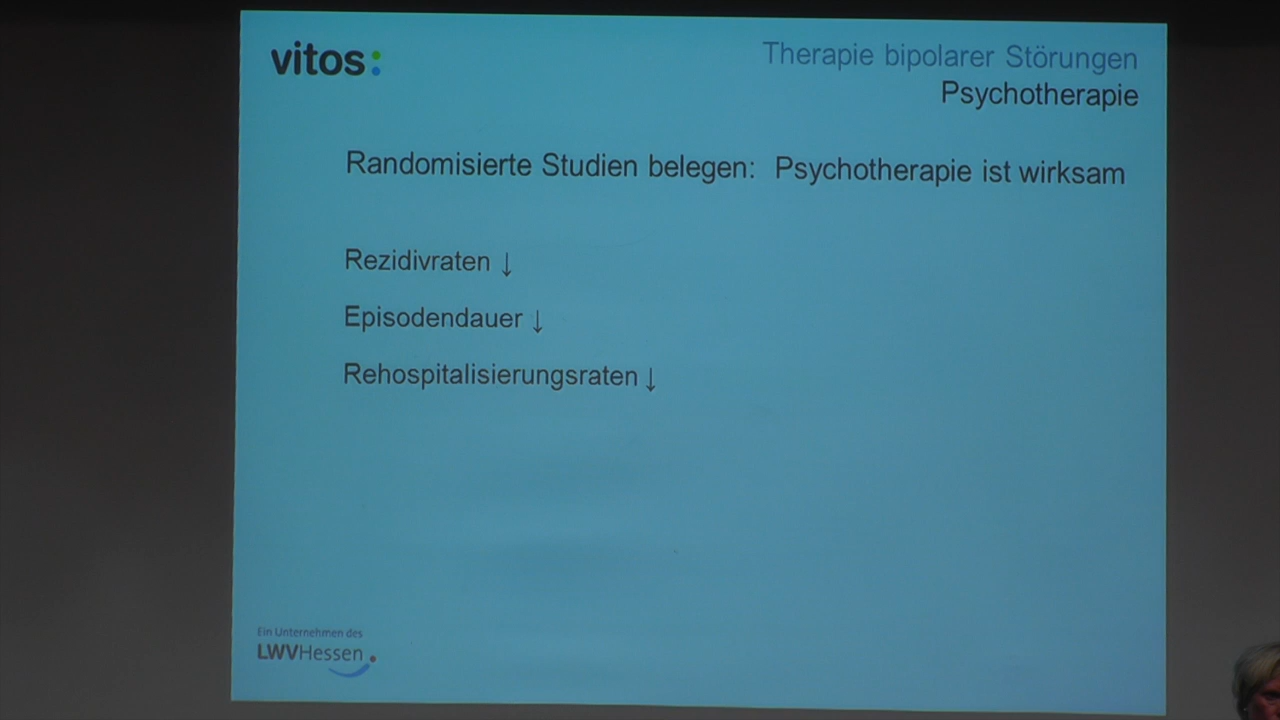 vitos:
Therapie bipolarer Störungen
Psychotherapie
Randomisierte Studien belegen: Psychotherapie ist wirksam
Rezidivraten ↓
Episodendauer ↓
Rehospitalisierungsraten ↓
Ein Unternehmen des
LWVHessen